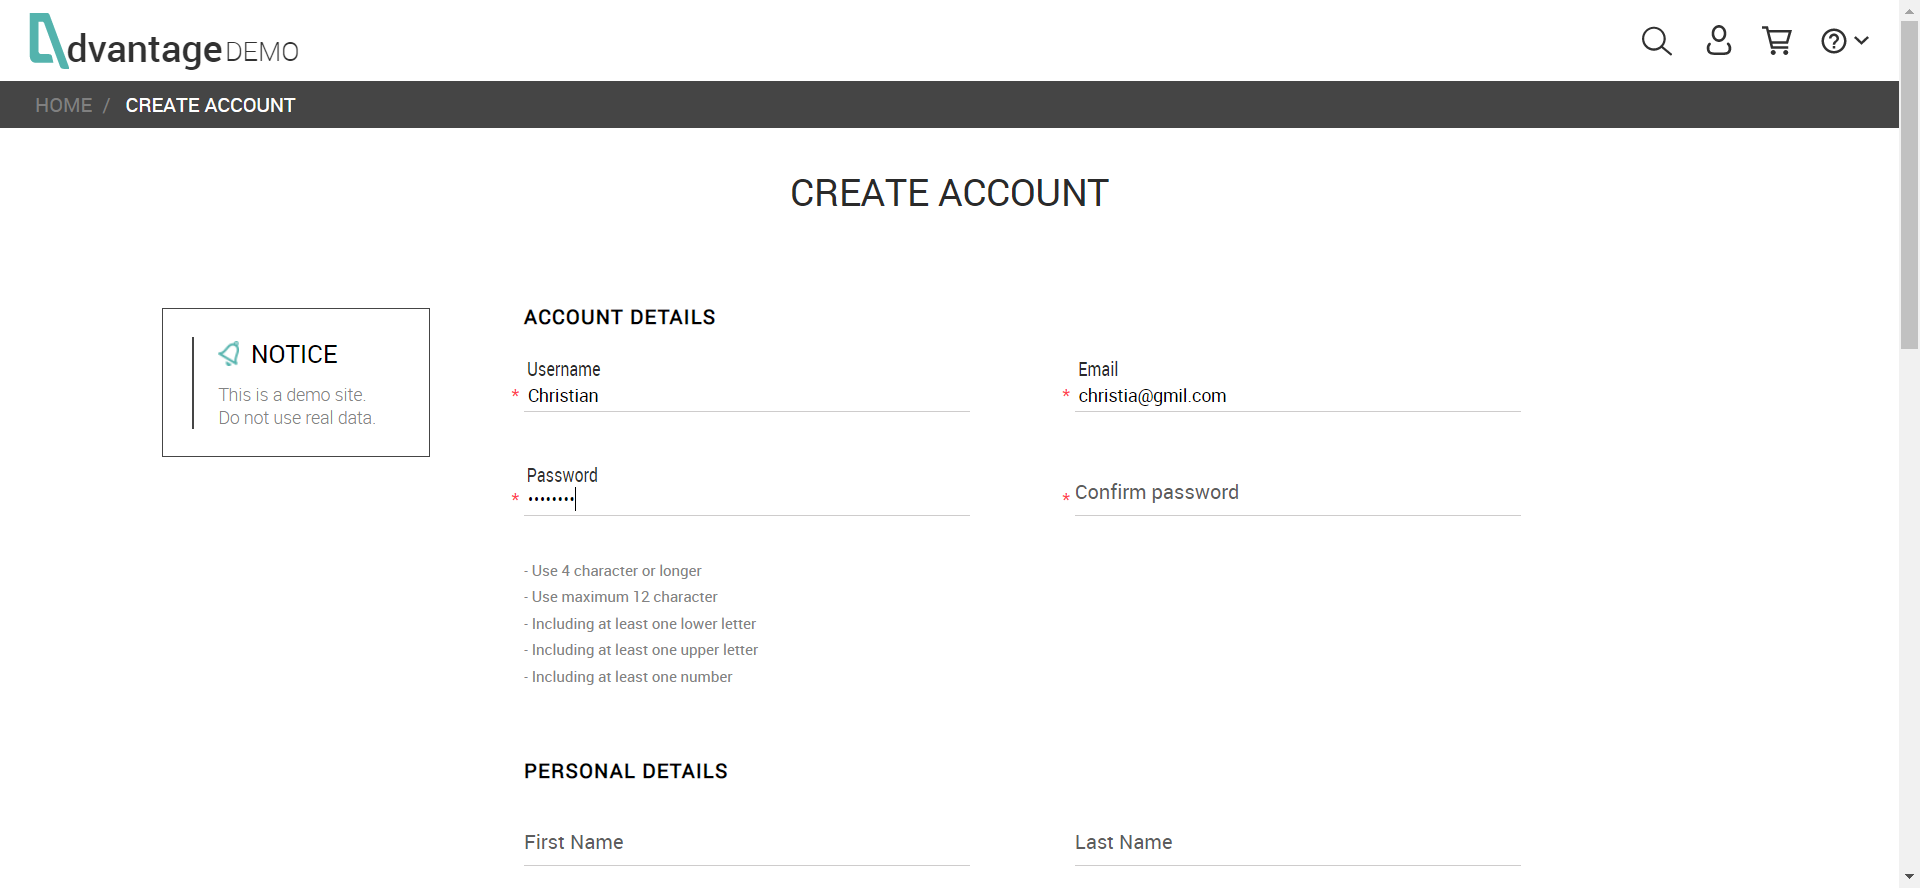 dvantage DEMO
HOME / CREATE ACCOUNT
CREATE ACCOUNT
NOTICE
This is a demo site.
Do not use real data.
ACCOUNT DETAILS
Username
* Christian
Email
* christia@gmil.com
Password
* ••••••••
* Confirm password
- Use 4 character or longer
- Use maximum 12 character
- Including at least one lower letter
- Including at least one upper letter
- Including at least one number
PERSONAL DETAILS
First Name
Last Name